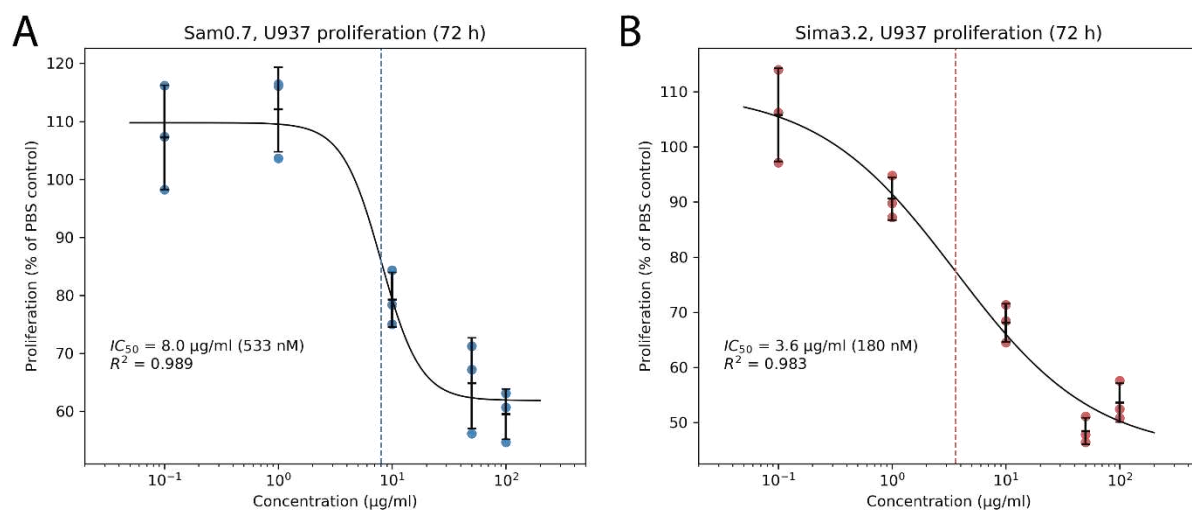 A
Sam0.7, U937 proliferation (72 h)
Proliferation (% of PBS control)
120
110
100
90
80
70
60
IC₅₀ = 8.0 µg/ml (533 nM)
R² = 0.989
10⁻¹ 10⁰ 10¹ 10²
Concentration (µg/ml)
B
Sima3.2, U937 proliferation (72 h)
Proliferation (% of PBS control)
110
100
90
80
70
60
50
IC₅₀ = 3.6 µg/ml (180 nM)
R² = 0.983
10⁻¹ 10⁰ 10¹ 10²
Concentration (µg/ml)